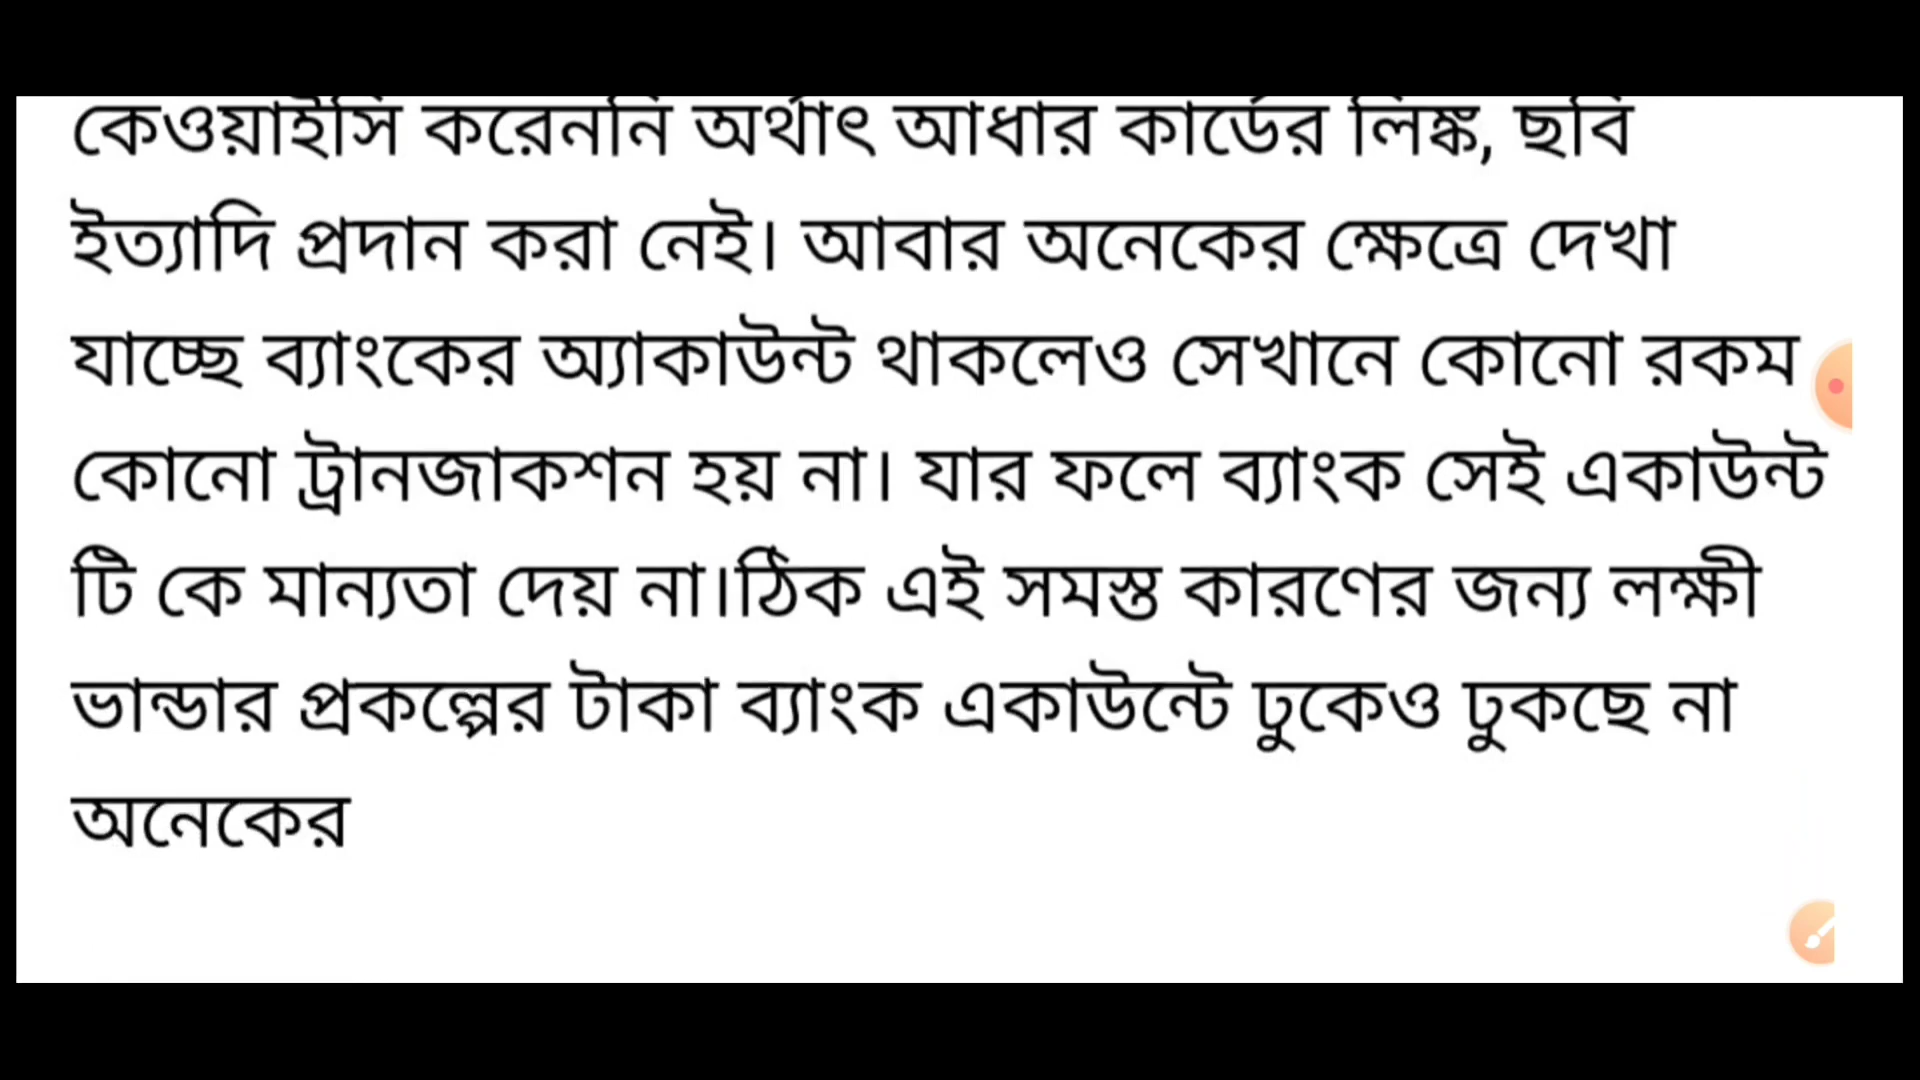 কেওয়াইসি করেননি অর্থাৎ আধার কার্ডের লিঙ্ক, ছবি
ইত্যাদি প্রদান করা নেই। আবার অনেকের ক্ষেত্রে দেখা
যাচ্ছে ব্যাংকের অ্যাকাউন্ট থাকলেও সেখানে কোনো রকম
কোনো ট্রানজাকশন হয় না। যার ফলে ব্যাংক সেই একাউন্ট
টি কে মান্যতা দেয় না।ঠিক এই সমস্ত কারণের জন্য লক্ষী
ভান্ডার প্রকল্পের টাকা ব্যাংক একাউন্টে ঢুকেও ঢুকছে না
অনেকের